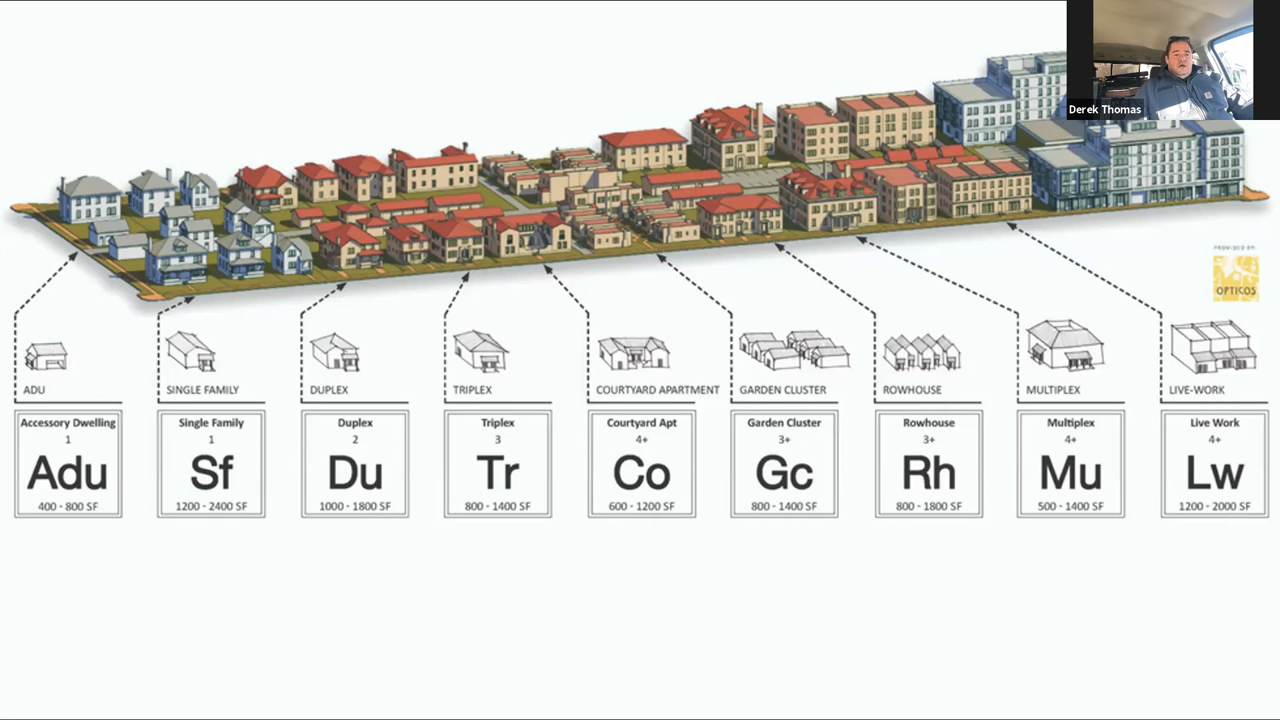 Derek Thomas
PROVIDED BY:
OPTICOS
ADU
SINGLE FAMILY
DUPLEX
TRIPLEX
COURTYARD APARTMENT
GARDEN CLUSTER
ROWHOUSE
MULTIPLEX
LIVE-WORK
Accessory Dwelling
1
Adu
400 - 800 SF
Single Family
1
Sf
1200 - 2400 SF
Duplex
2
Du
1000 - 1800 SF
Triplex
3
Tr
800 - 1400 SF
Courtyard Apt
4+
Co
600 - 1200 SF
Garden Cluster
3+
Gc
800 - 1400 SF
Rowhouse
3+
Rh
800 - 1800 SF
Multiplex
4+
Mu
500 - 1400 SF
Live Work
4+
Lw
1200 - 2000 SF